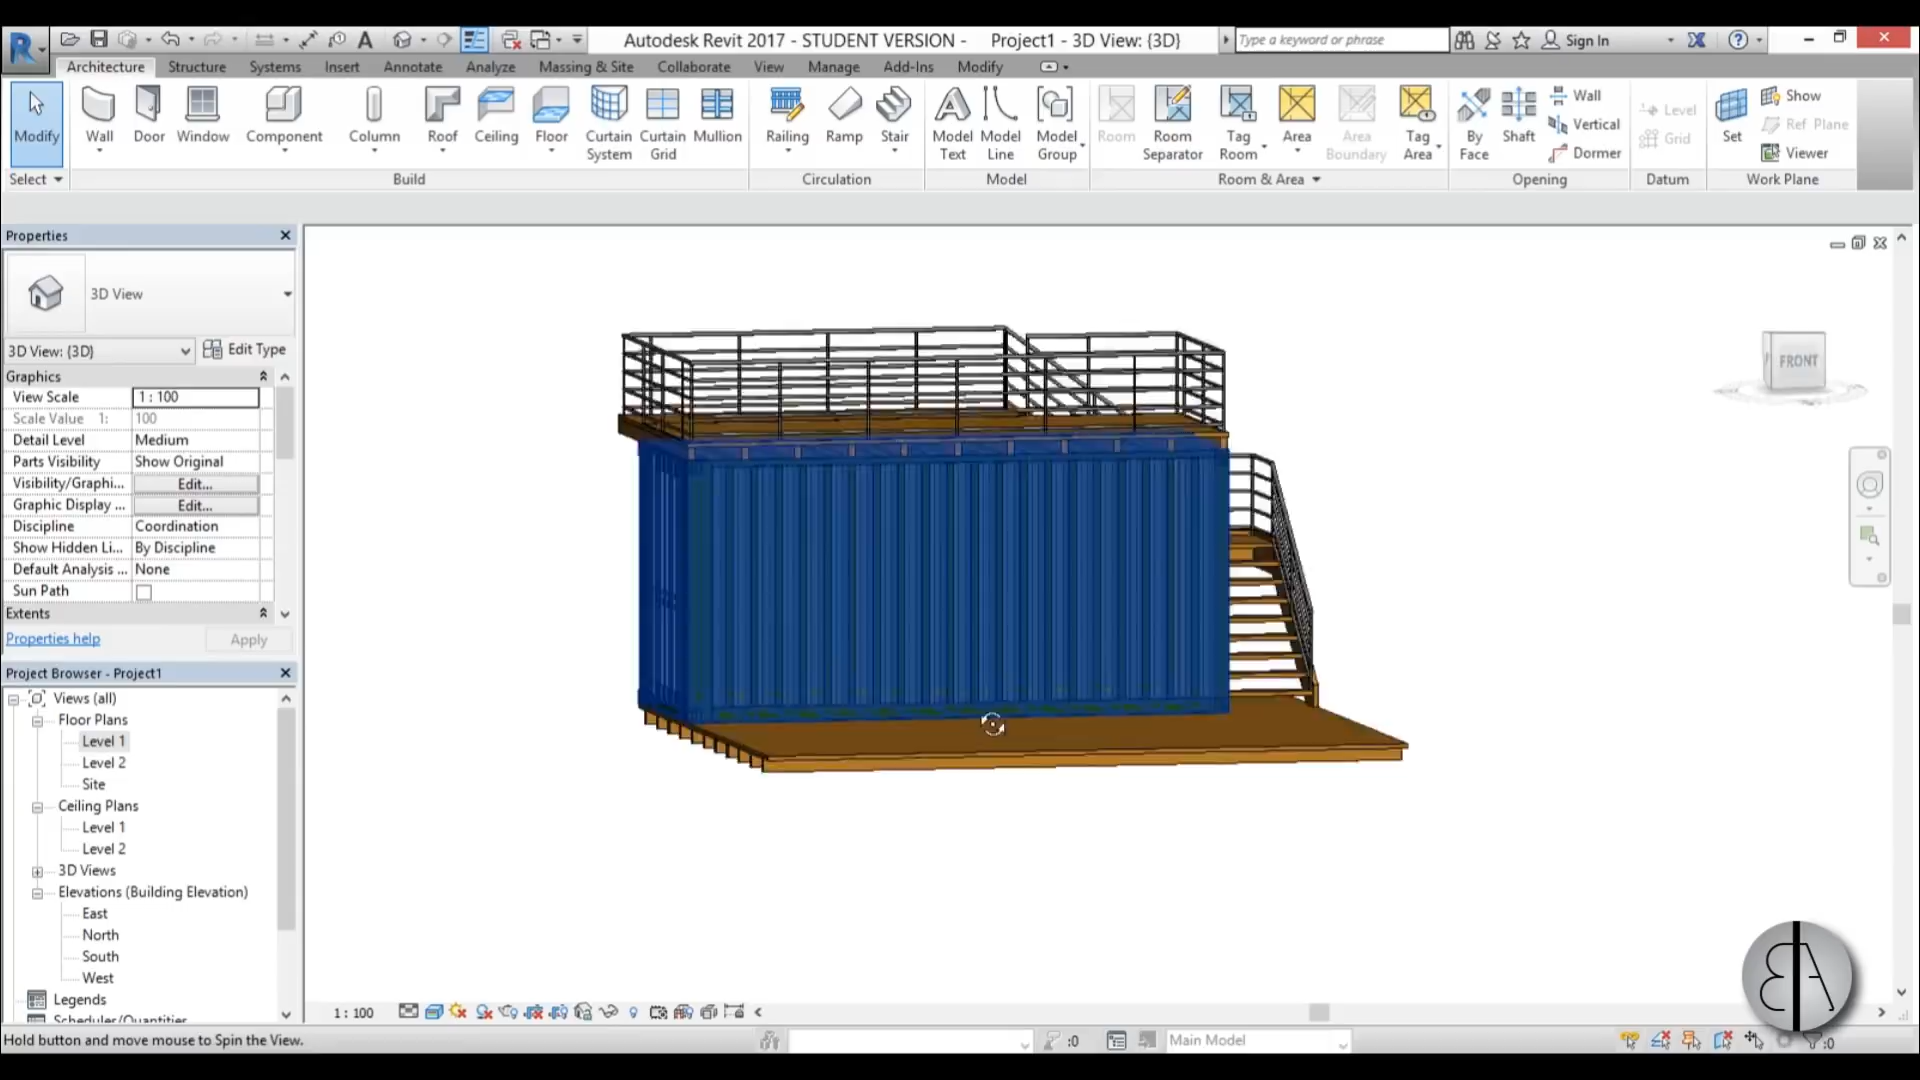 Autodesk Revit 2017 - STUDENT VERSION - Project1 - 3D View: {3D}
Type a keyword or phrase
Sign In
Architecture Structure Systems Insert Annotate Analyze Massing & Site Collaborate View Manage Add-Ins Modify
Modify
Wall
Door
Window
Component
Column
Roof
Ceiling
Floor
Curtain System
Curtain Grid
Mullion
Railing
Ramp
Stair
Model Text
Model Line
Model Group
Room
Room Separator
Tag Room
Area
Area Boundary
Tag Area
By Face
Shaft
Wall
Vertical
Dormer
Level
Grid
Set
Show
Ref Plane
Viewer
Select
Build
Circulation
Model
Room & Area
Opening
Datum
Work Plane
Properties
3D View
3D View: {3D}
Edit Type
Graphics
View Scale 1 : 100
Scale Value 1: 100
Detail Level Medium
Parts Visibility Show Original
Visibility/Graphi... Edit...
Graphic Display ... Edit...
Discipline Coordination
Show Hidden Li... By Discipline
Default Analysis ... None
Sun Path
Extents
Properties help
Apply
Project Browser - Project1
Views (all)
Floor Plans
Level 1
Level 2
Site
Ceiling Plans
Level 1
Level 2
3D Views
Elevations (Building Elevation)
East
North
South
West
Legends
Schedules/Quantities
FRONT
1 : 100
Hold button and move mouse to Spin the View.
:0
Main Model
:0